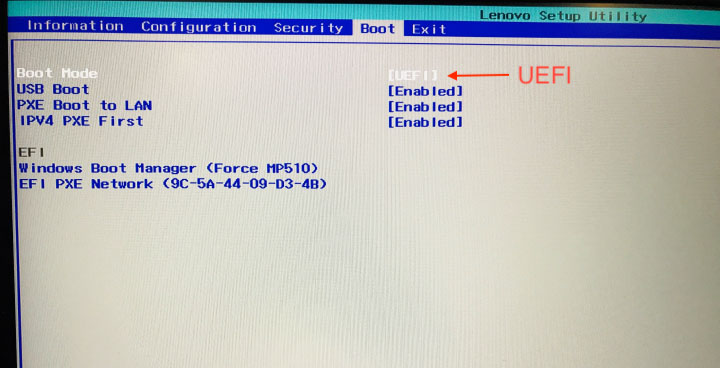 Lenovo Setup Utility
Information Configuration Security Boot Exit
Boot Mode [UEFI] UEFI
USB Boot [Enabled]
PXE Boot to LAN [Enabled]
IPV4 PXE First [Enabled]
EFI
Windows Boot Manager (Force MP510)
EFI PXE Network (9C-5A-44-09-D3-4B)